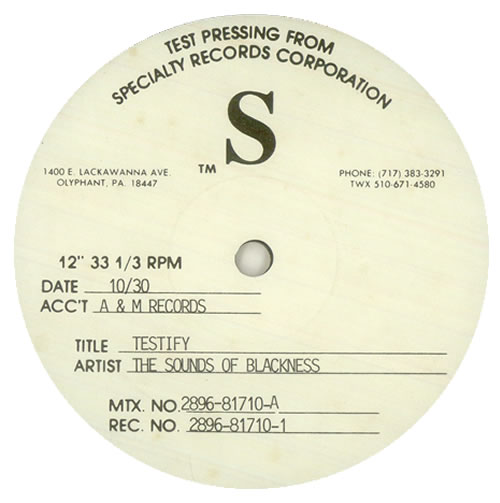 TEST PRESSING FROM
SPECIALTY RECORDS CORPORATION
S
TM
1400 E. LACKAWANNA AVE.
OLYPHANT, PA. 18447
PHONE: (717) 383-3291
TWX 510-671-4580
12" 33 1/3 RPM
DATE 10/30
ACC'T A & M RECORDS
TITLE TESTIFY
ARTIST THE SOUNDS OF BLACKNESS
MTX. NO. 2896-81710-A
REC. NO. 2896-81710-1